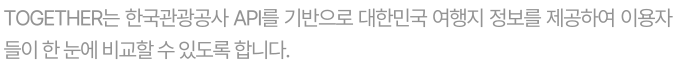 TOGETHER는 한국관광공사 API를 기반으로 대한민국 여행지 정보를 제공하여 이용자
들이 한 눈에 비교할 수 있도록 합니다.